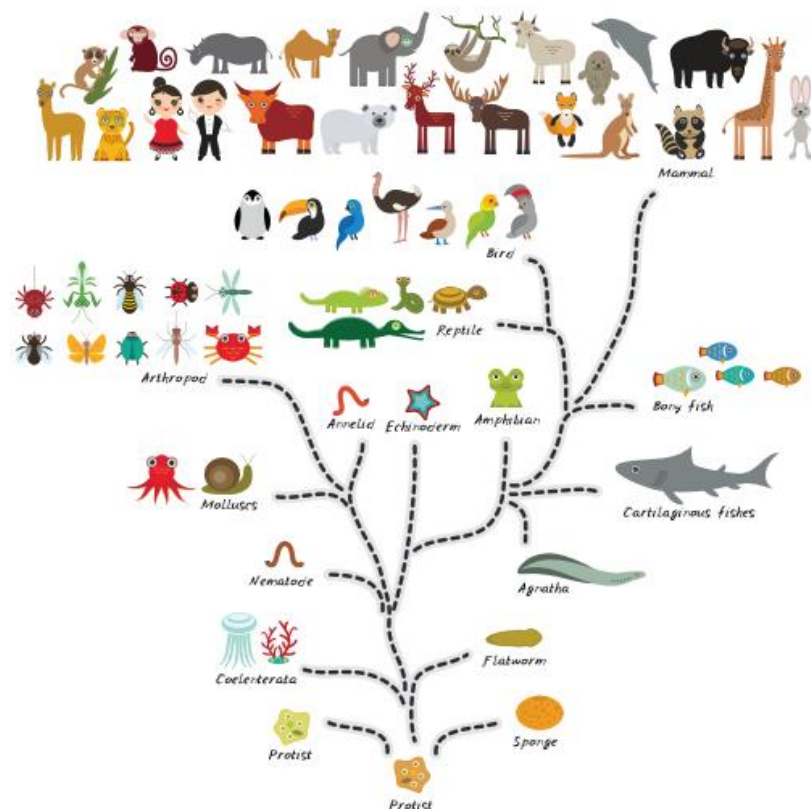 Mammal
Bird
Reptile
Arthropod
Annelid
Echinoderm
Amphibian
Bony fish
Molluscs
Cartilaginous fishes
Nematode
Agnatha
Coelenterata
Flatworm
Protist
Sponge
Protist